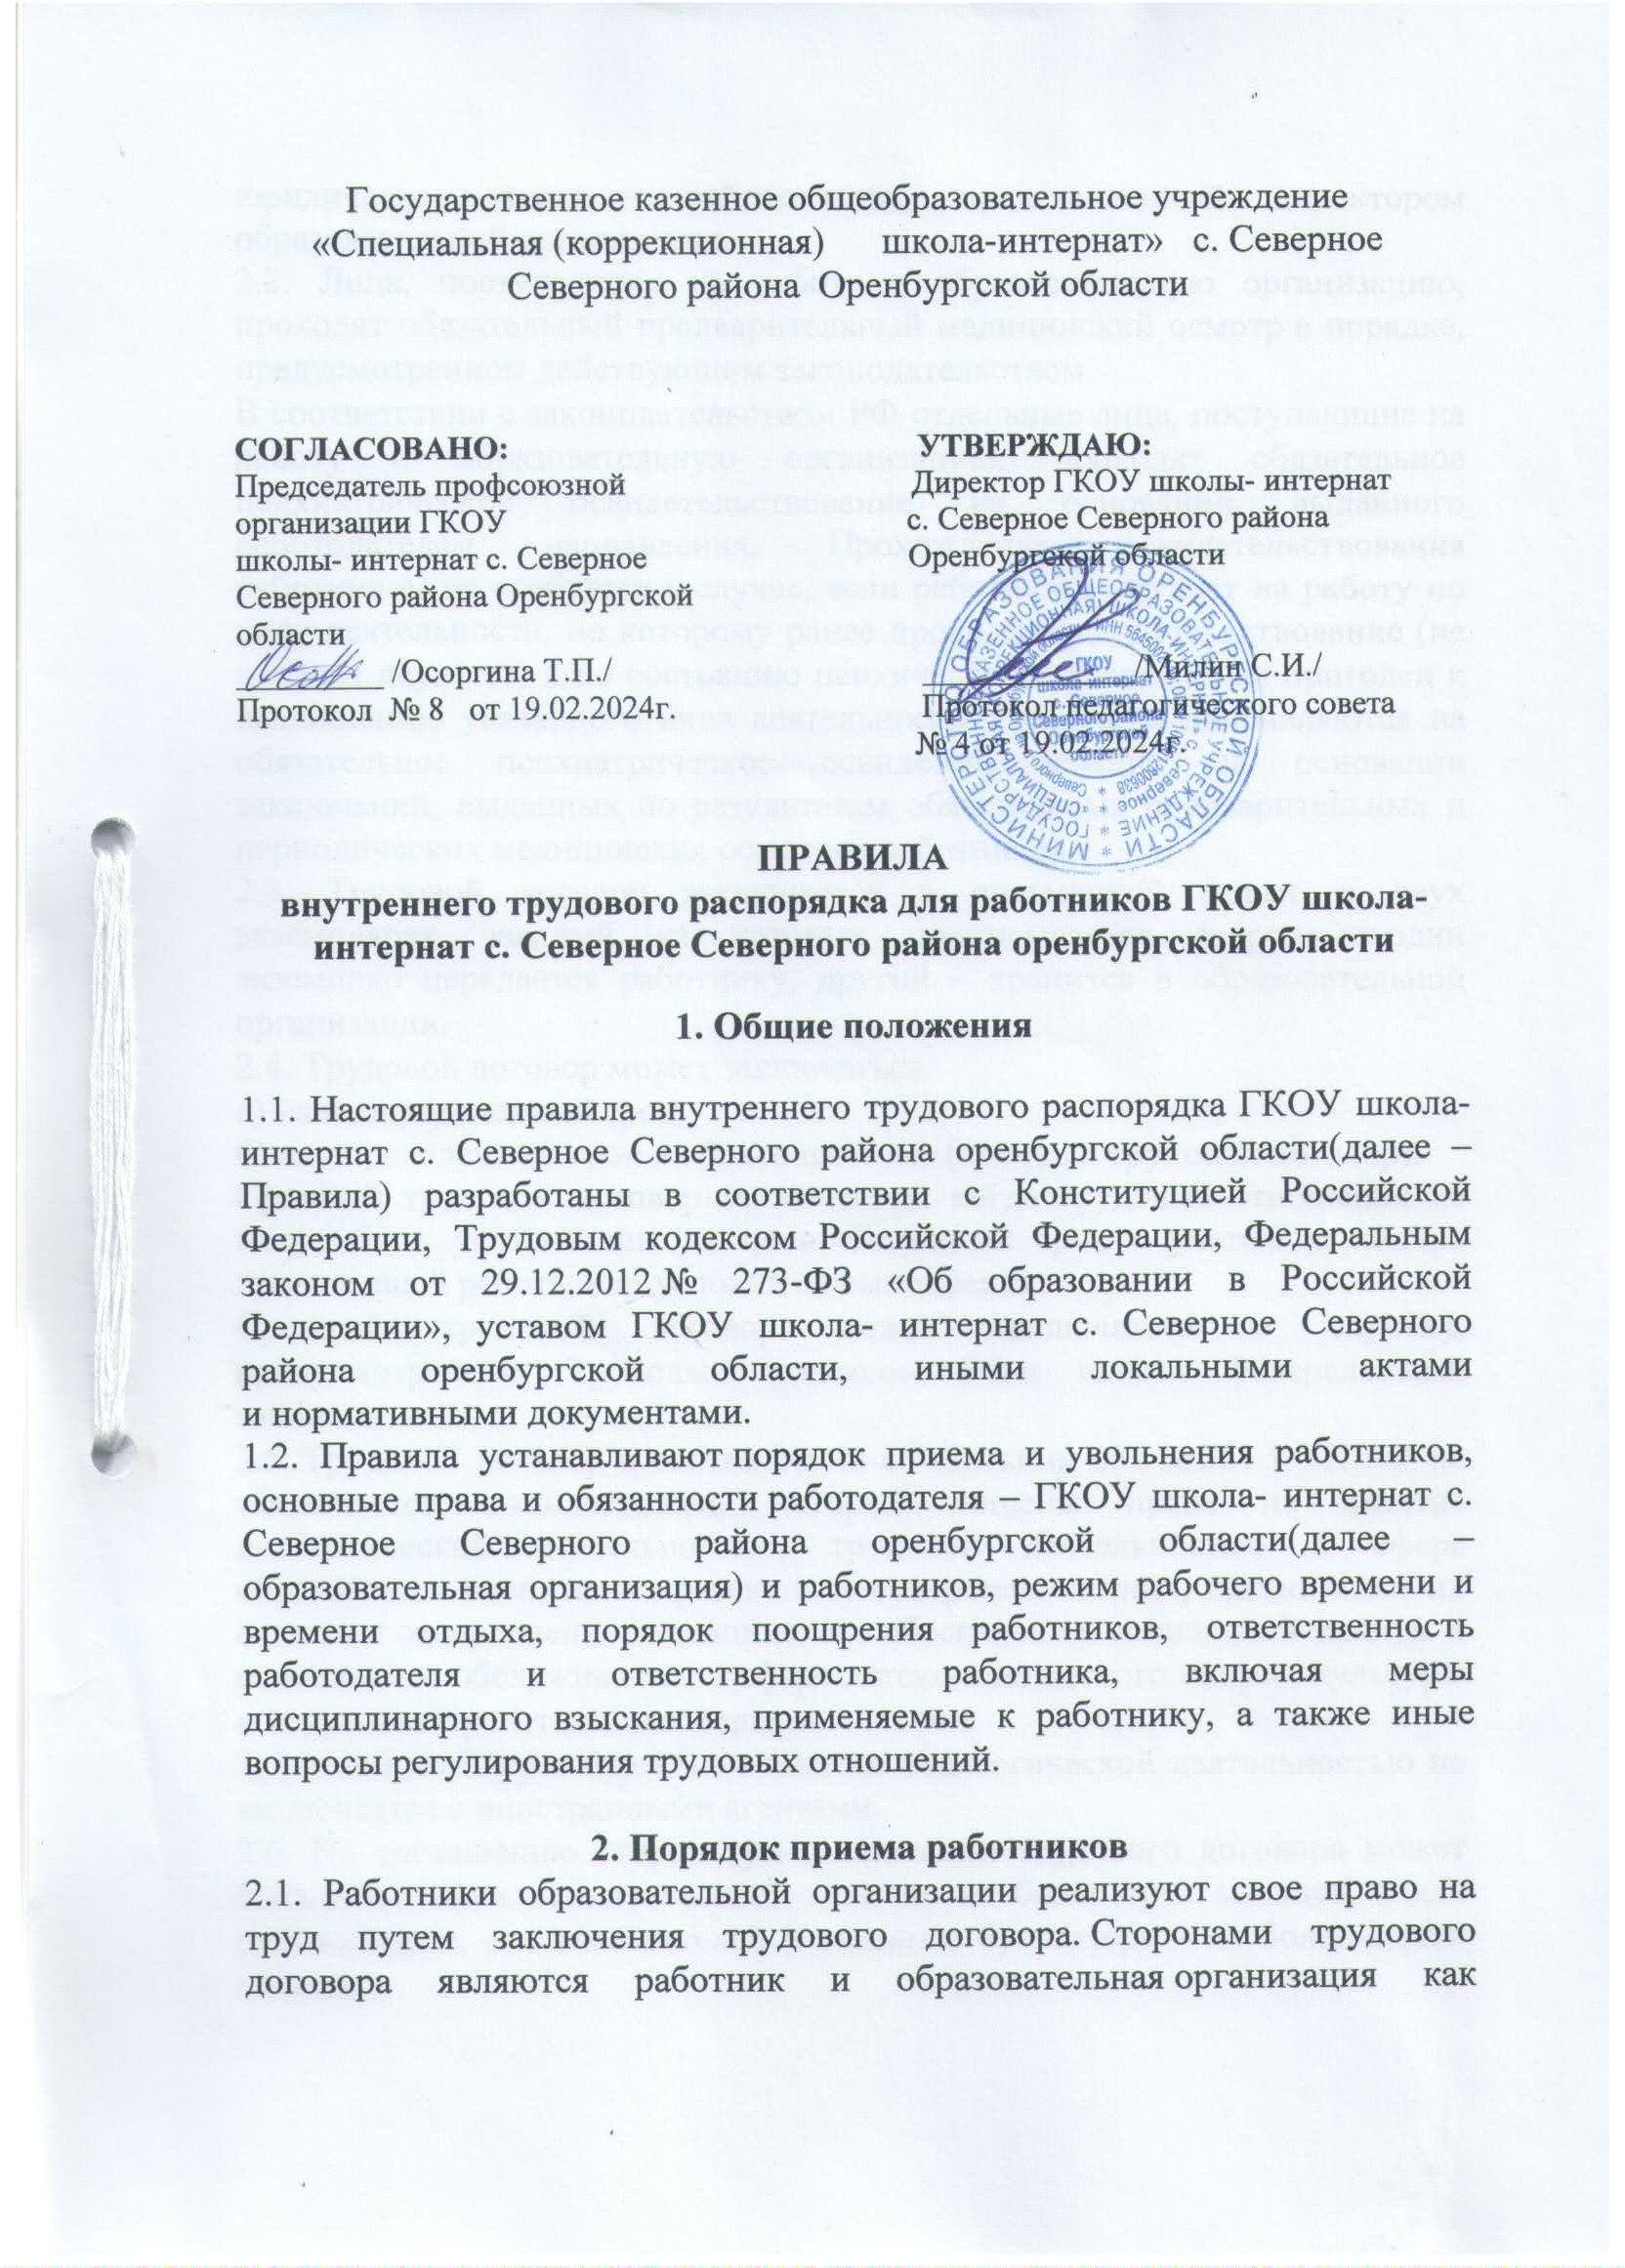 Государственное казенное общеобразовательное учреждение
«Специальная (коррекционная) школа-интернат» с. Северное
Северного района Оренбургской области
СОГЛАСОВАНО:
Председатель профсоюзной
организации ГКОУ
школы- интернат с. Северное
Северного района Оренбургской
области
/Осоргина Т.П./
Протокол № 8 от 19.02.2024г.
УТВЕРЖДАЮ:
Директор ГКОУ школы- интернат
с. Северное Северного района
Оренбургской области
/Милин С.И./
Протокол педагогического совета
№ 4 от 19.02.2024г.
ГКОУ
школа-интернат
с. Северное
Северного района
Оренбургской
области
ПРАВИЛА
внутреннего трудового распорядка для работников ГКОУ школа-
интернат с. Северное Северного района оренбургской области
1. Общие положения
1.1. Настоящие правила внутреннего трудового распорядка ГКОУ школа-
интернат с. Северное Северного района оренбургской области(далее –
Правила) разработаны в соответствии с Конституцией Российской
Федерации, Трудовым кодексом Российской Федерации, Федеральным
законом от 29.12.2012 № 273-ФЗ «Об образовании в Российской
Федерации», уставом ГКОУ школа- интернат с. Северное Северного
района оренбургской области, иными локальными актами
и нормативными документами.
1.2. Правила устанавливают порядок приема и увольнения работников,
основные права и обязанности работодателя – ГКОУ школа- интернат с.
Северное Северного района оренбургской области(далее –
образовательная организация) и работников, режим рабочего времени и
времени отдыха, порядок поощрения работников, ответственность
работодателя и ответственность работника, включая меры
дисциплинарного взыскания, применяемые к работнику, а также иные
вопросы регулирования трудовых отношений.
2. Порядок приема работников
2.1. Работники образовательной организации реализуют свое право на
труд путем заключения трудового договора. Сторонами трудового
договора являются работник и образовательная организация как